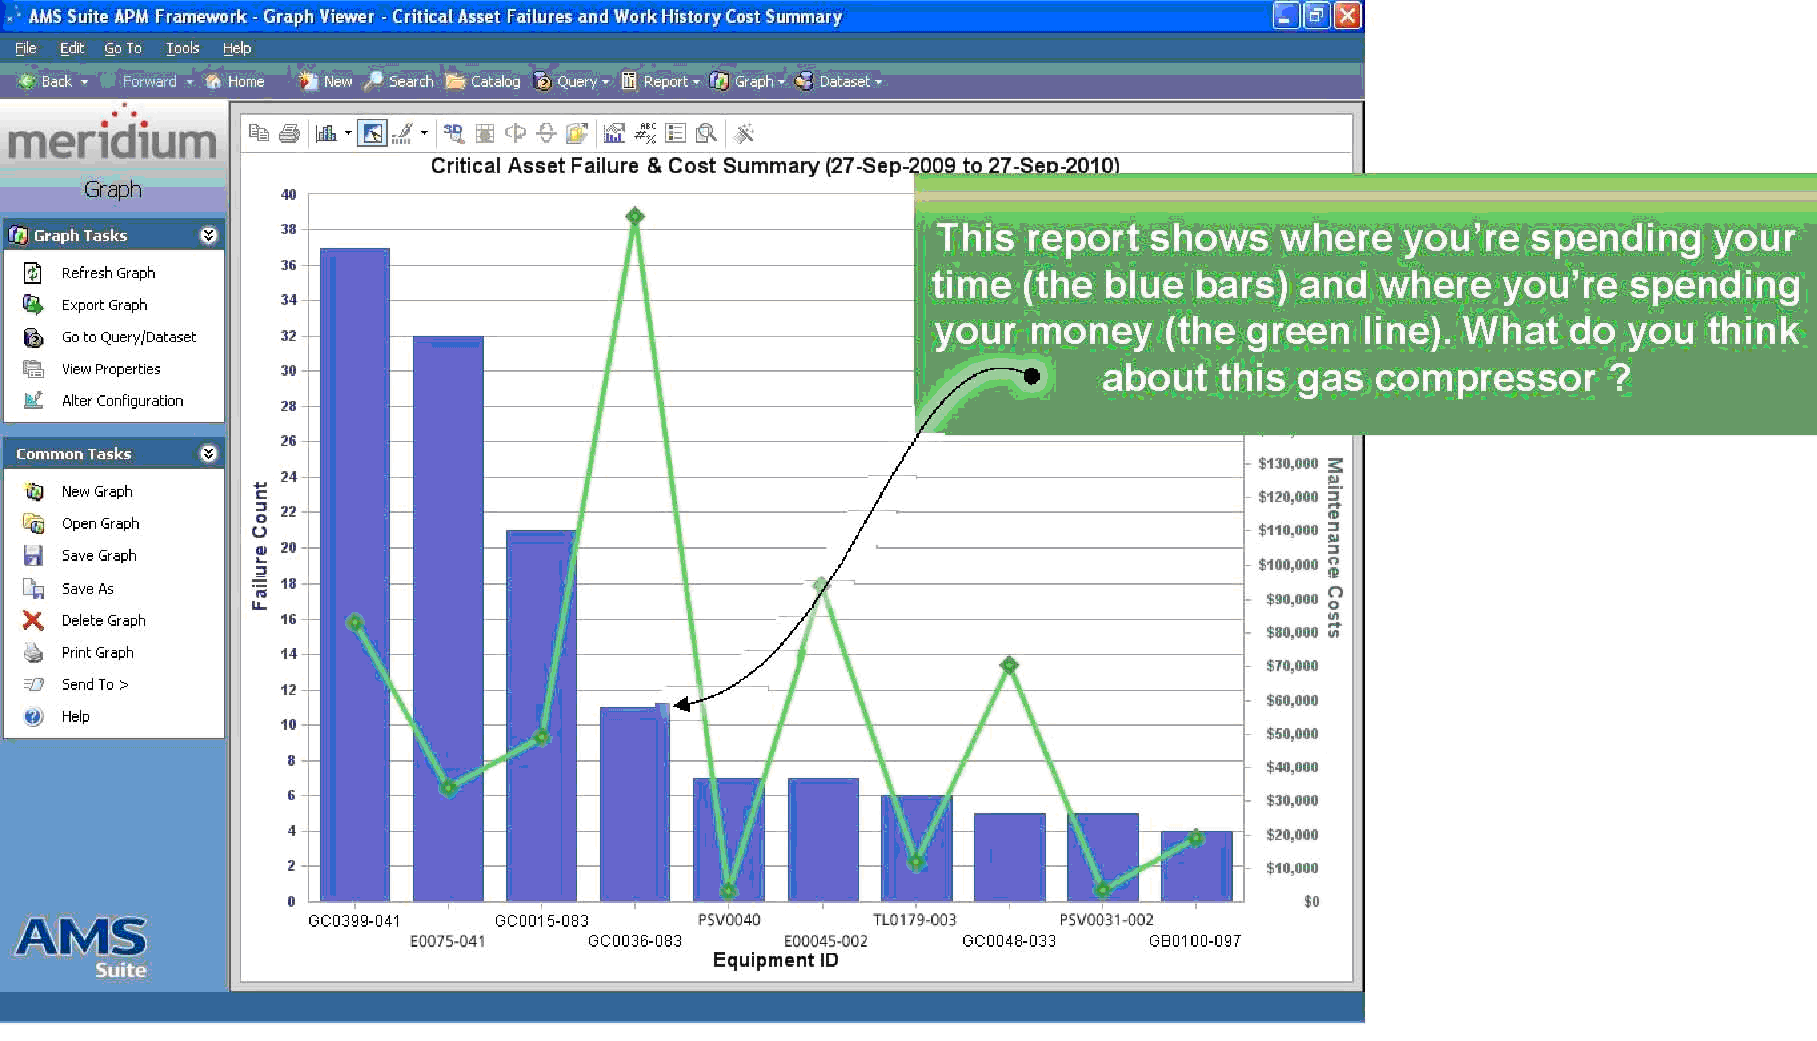 AMS Suite APM Framework - Graph Viewer - Critical Asset Failures and Work History Cost Summary
File Edit Go To Tools Help
Back Forward Home New Search Catalog Query Report Graph Dataset
meridium
Graph
Graph Tasks
Refresh Graph
Export Graph
Go to Query/Dataset
View Properties
Alter Configuration
Common Tasks
New Graph
Open Graph
Save Graph
Save As
Delete Graph
Print Graph
Send To >
Help
AMS
Suite
Critical Asset Failure & Cost Summary (27-Sep-2009 to 27-Sep-2010)
This report shows where you're spending your
time (the blue bars) and where you're spending
your money (the green line). What do you think
about this gas compressor ?
Failure Count
40
38
36
34
32
30
28
26
24
22
20
18
16
14
12
10
8
6
4
2
0
$130,000
$120,000
$110,000
$100,000
$90,000
$80,000
$70,000
$60,000
$50,000
$40,000
$30,000
$20,000
$10,000
$0
Maintenance Costs
GC0399-041 GC0015-083 PSV0040 TL0179-003 PSV0031-002
E0075-041 GC0036-083 E00045-002 GC0048-033 GB0100-097
Equipment ID